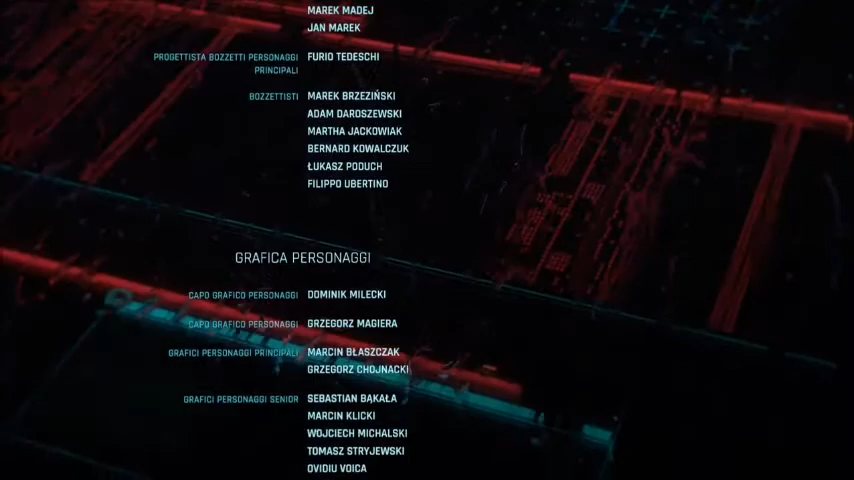 MAREK MADEJ
JAN MAREK
PROGETTISTA BOZZETTI PERSONAGGI PRINCIPALI FURIO TEDESCHI
BOZZETTISTI MAREK BRZEZIŃSKI
ADAM DAROSZEWSKI
MARTHA JACKOWIAK
BERNARD KOWALCZUK
ŁUKASZ PODUCH
FILIPPO UBERTINO
GRAFICA PERSONAGGI
CAPO GRAFICO PERSONAGGI DOMINIK MILECKI
CAPO GRAFICO PERSONAGGI GRZEGORZ MAGIERA
GRAFICI PERSONAGGI PRINCIPALI MARCIN BŁASZCZAK
GRZEGORZ CHOJNACKI
GRAFICI PERSONAGGI SENIOR SEBASTIAN BĄKAŁA
MARCIN KLICKI
WOJCIECH MICHALSKI
TOMASZ STRYJEWSKI
OVIDIU VOICA